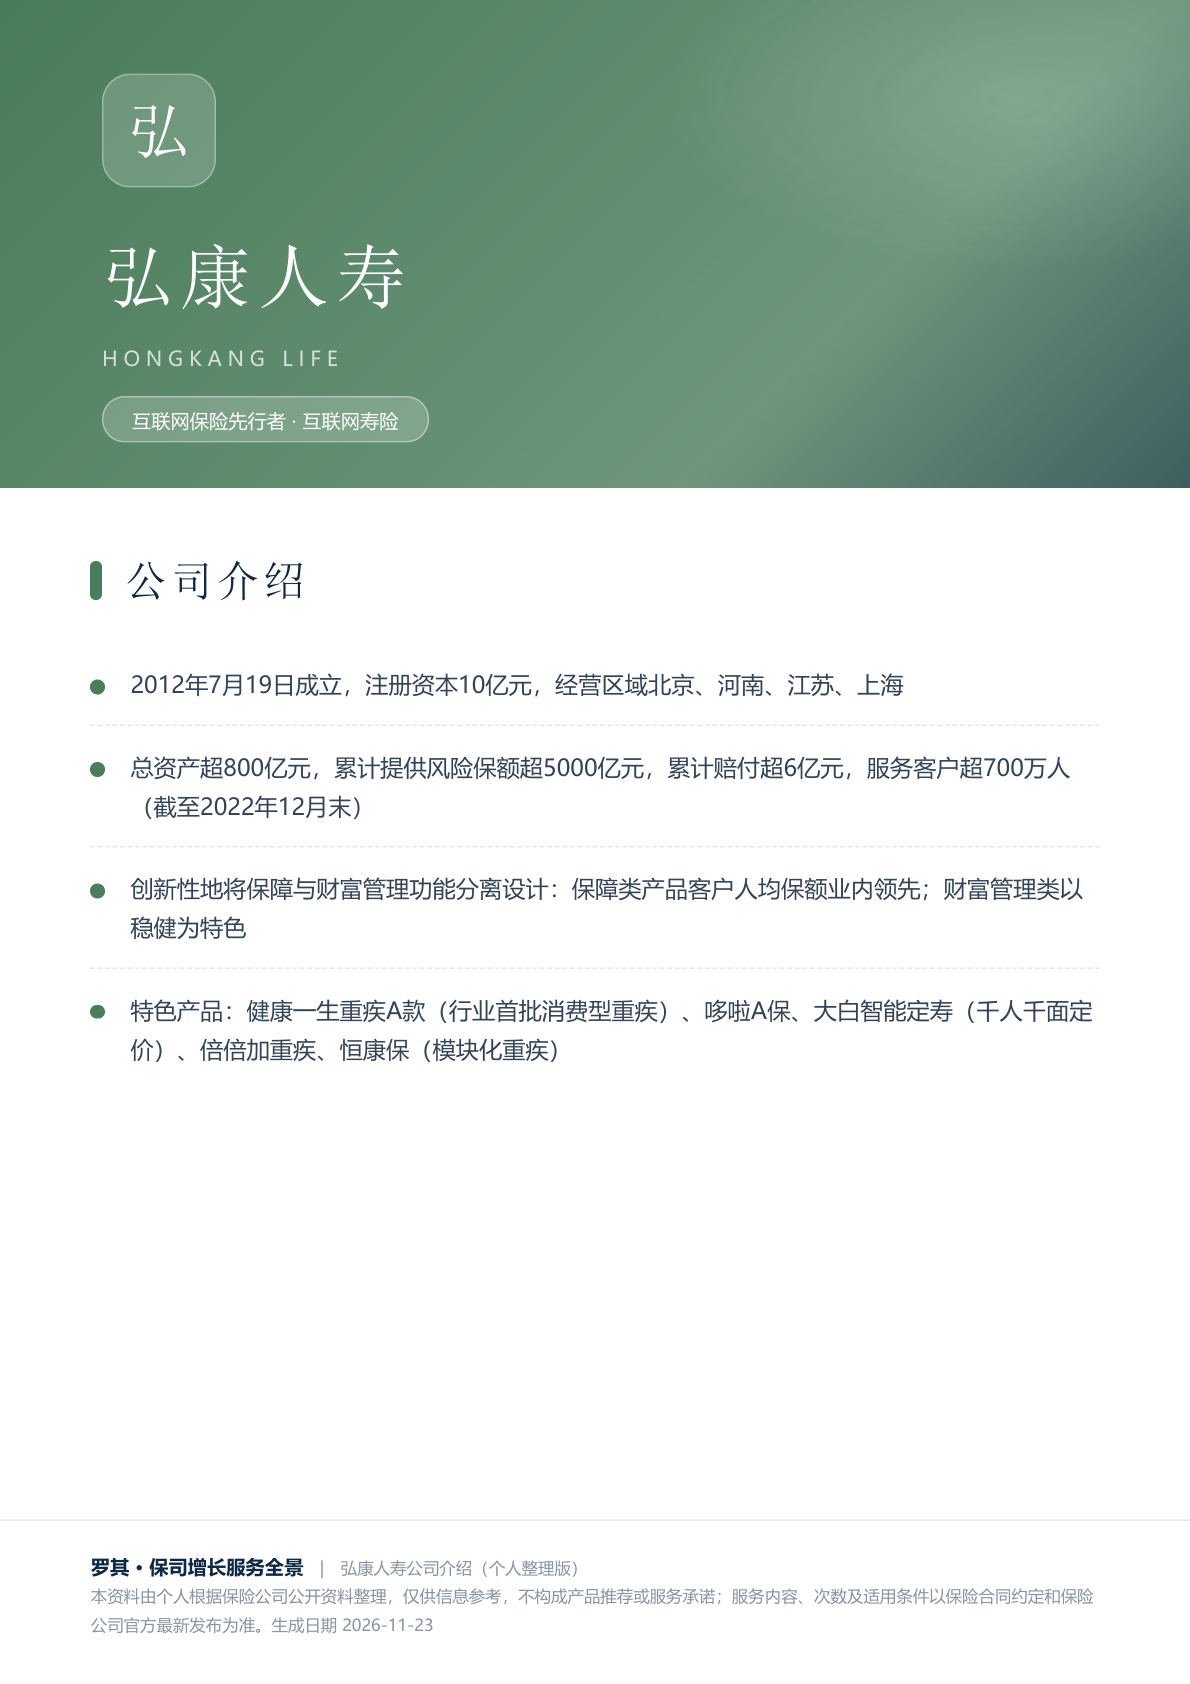 弘
弘康人寿
HONGKANG LIFE
互联网保险先行者 · 互联网寿险
公司介绍
2012年7月19日成立，注册资本10亿元，经营区域北京、河南、江苏、上海
总资产超800亿元，累计提供风险保额超5000亿元，累计赔付超6亿元，服务客户超700万人
（截至2022年12月末）
创新性地将保障与财富管理功能分离设计：保障类产品客户人均保额业内领先；财富管理类以
稳健为特色
特色产品：健康一生重疾A款（行业首批消费型重疾）、哆啦A保、大白智能定寿（千人千面定
价）、倍倍加重疾、恒康保（模块化重疾）
罗其 • 保司增长服务全景 | 弘康人寿公司介绍（个人整理版）
本资料由个人根据保险公司公开资料整理，仅供信息参考，不构成产品推荐或服务承诺；服务内容、次数及适用条件以保险合同约定和保险
公司官方最新发布为准。生成日期 2026-11-23